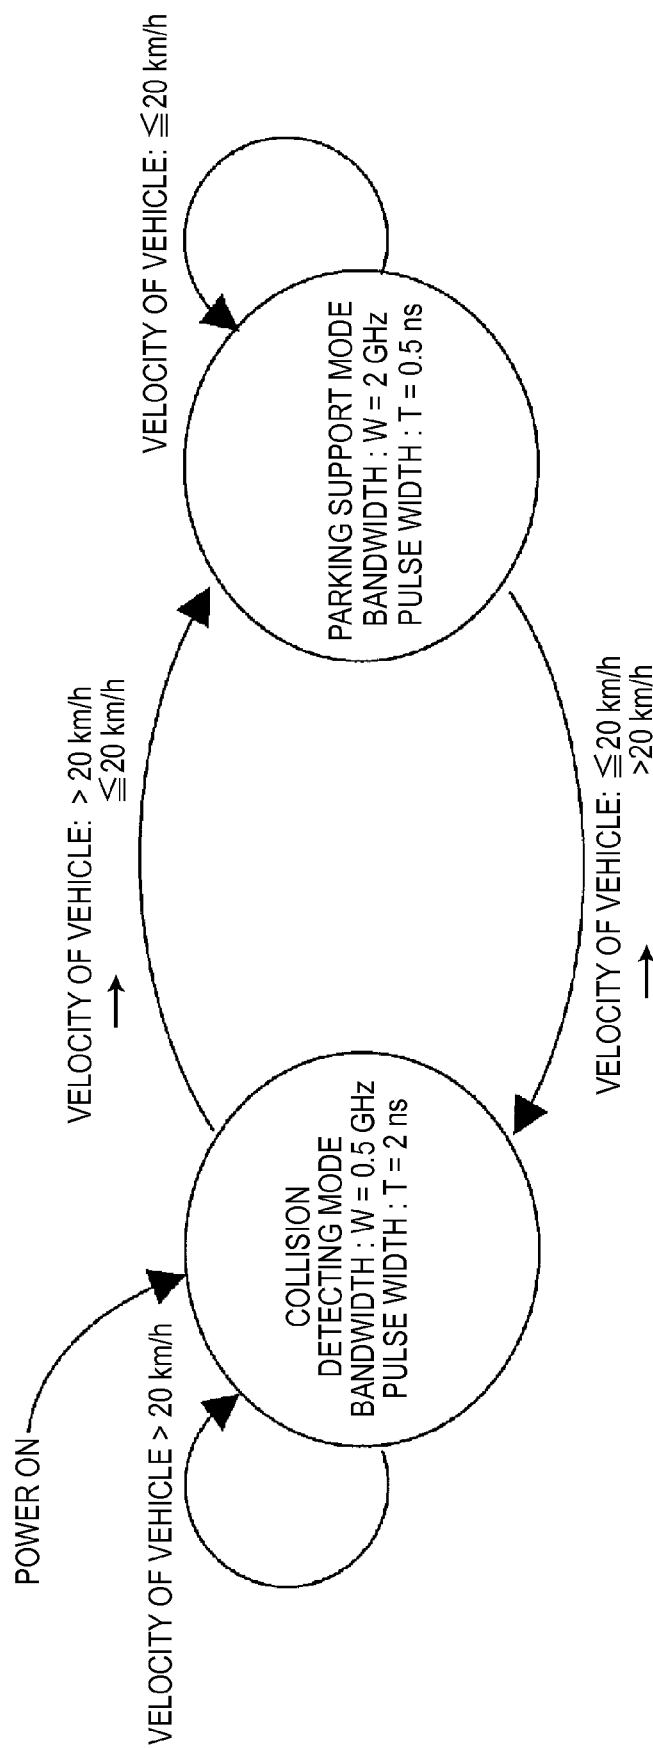 POWER ON
VELOCITY OF VEHICLE > 20 km/h
COLLISION
DETECTING MODE
BANDWIDTH : W = 0.5 GHz
PULSE WIDTH : T = 2 ns
VELOCITY OF VEHICLE: > 20 km/h
→ ≦20 km/h
VELOCITY OF VEHICLE: ≦20 km/h
PARKING SUPPORT MODE
BANDWIDTH : W = 2 GHz
PULSE WIDTH : T = 0.5 ns
VELOCITY OF VEHICLE: ≦20 km/h
→ >20 km/h